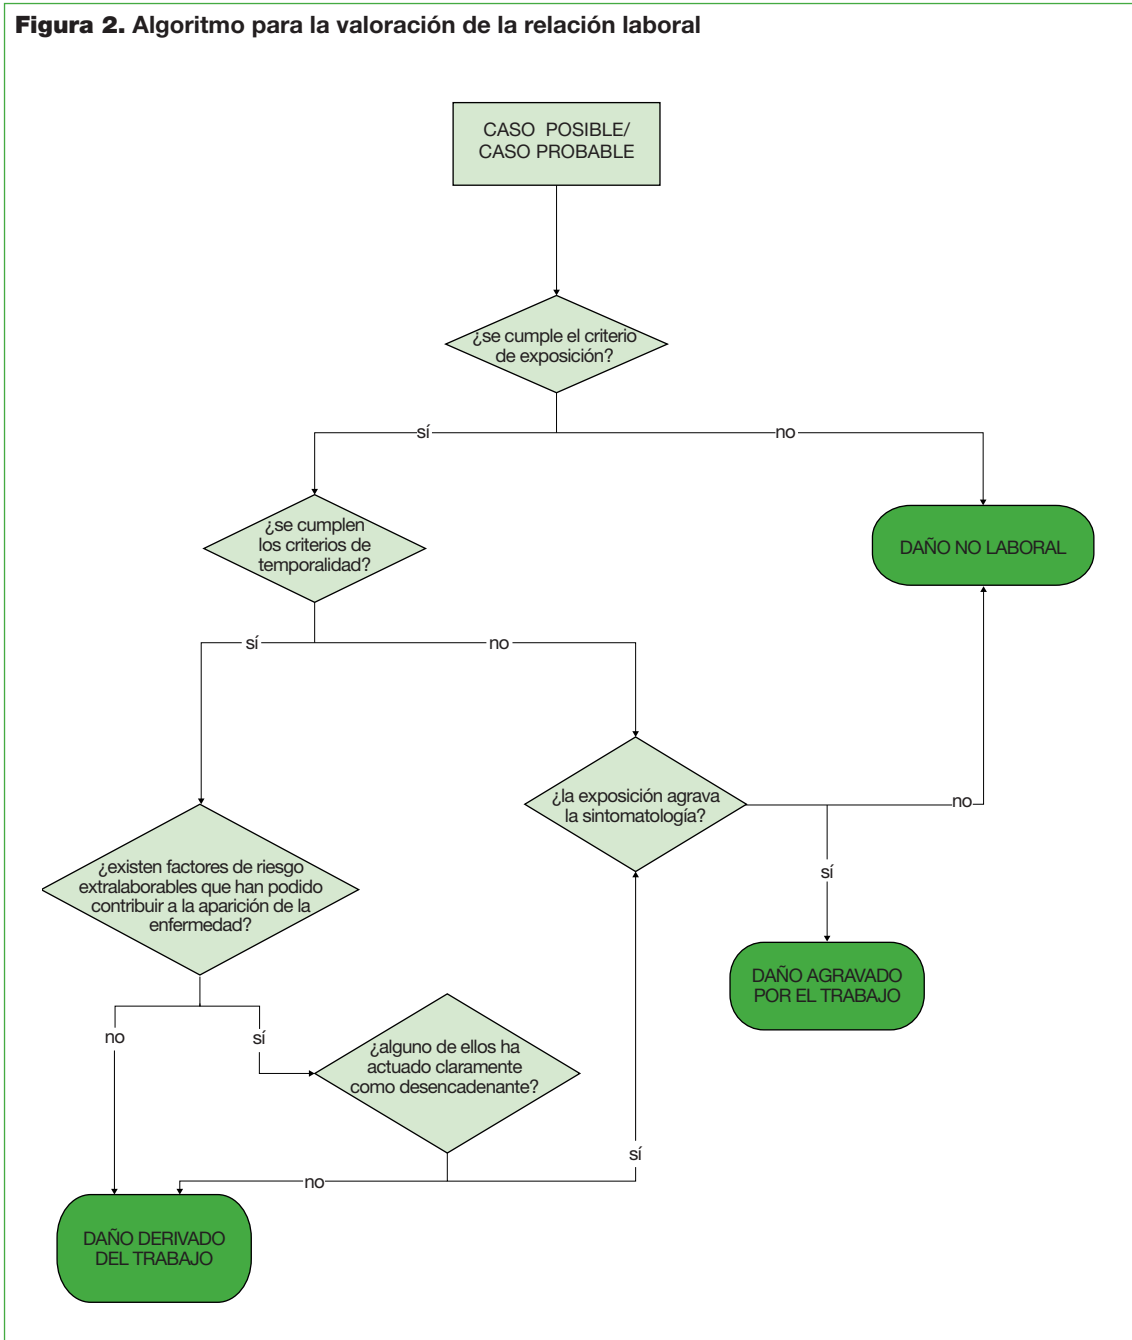 Figura 2. Algoritmo para la valoración de la relación laboral
CASO POSIBLE/
CASO PROBABLE
¿se cumple el criterio
de exposición?
sí
no
¿se cumplen
los criterios de
temporalidad?
DAÑO NO LABORAL
sí
no
¿la exposición agrava
la sintomatología?
no
sí
¿existen factores de riesgo
extralaborables que han podido
contribuir a la aparición de la
enfermedad?
DAÑO AGRAVADO
POR EL TRABAJO
no
sí
¿alguno de ellos ha
actuado claramente
como desencadenante?
sí
no
DAÑO DERIVADO
DEL TRABAJO